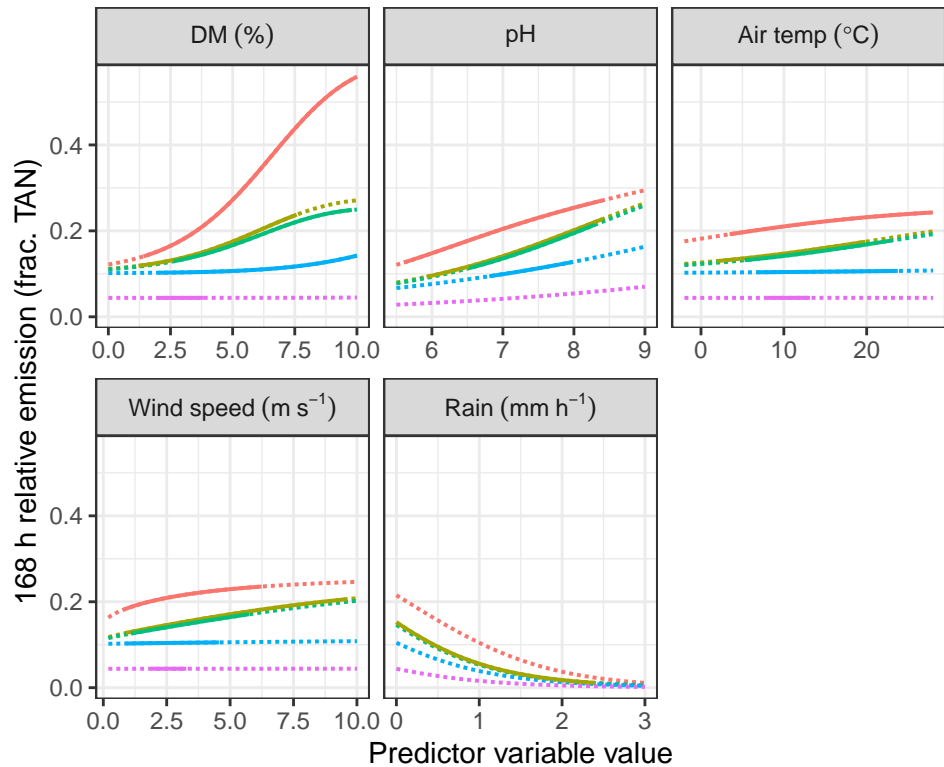 DM (%)
pH
Air temp (°C)
168 h relative emission (frac. TAN)
0.4
0.2
0.0
0.0 2.5 5.0 7.5 10.0
6 7 8 9
0 10 20
Wind speed (m s⁻¹)
Rain (mm h⁻¹)
0.4
0.2
0.0
0.0 2.5 5.0 7.5 10.0
0 1 2 3
Predictor variable value